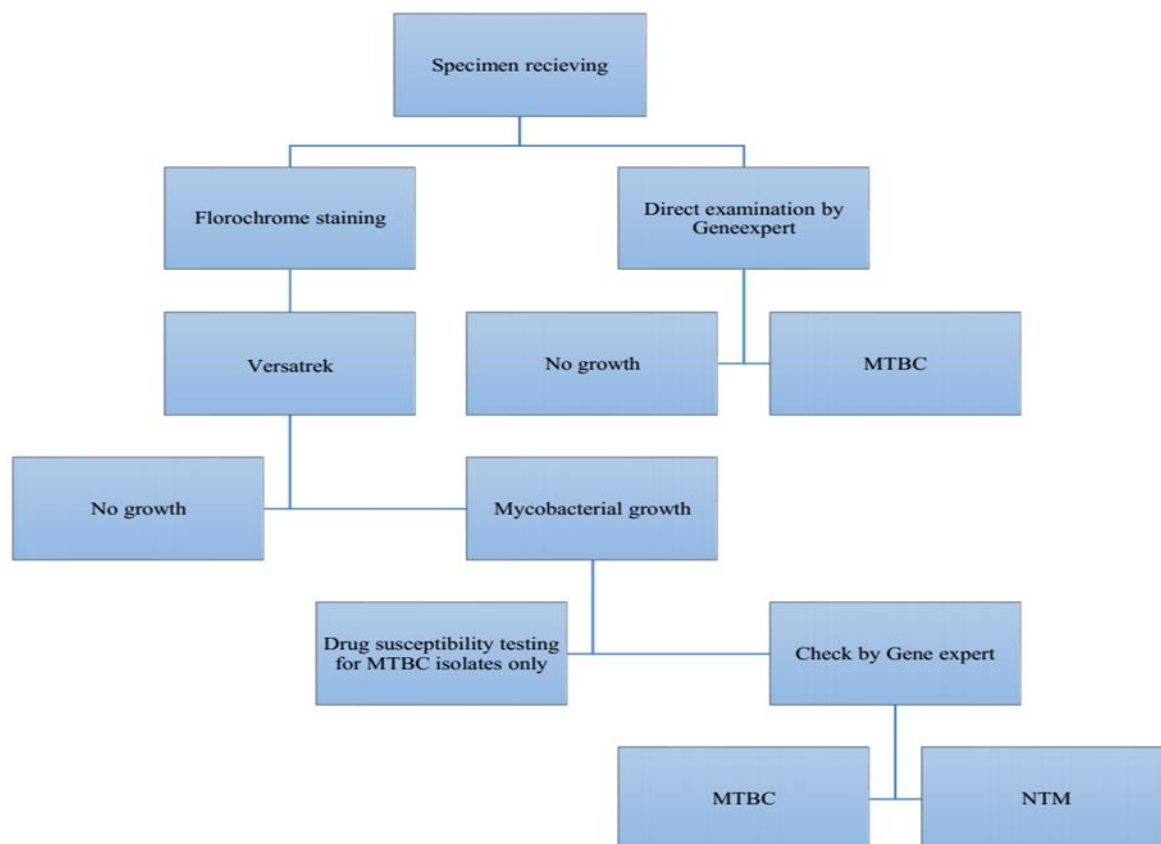 Specimen recieving
Florochrome staining
Direct examination by
Geneexpert
Versatrek
No growth
MTBC
No growth
Mycobacterial growth
Drug susceptibility testing
for MTBC isolates only
Check by Gene expert
MTBC
NTM